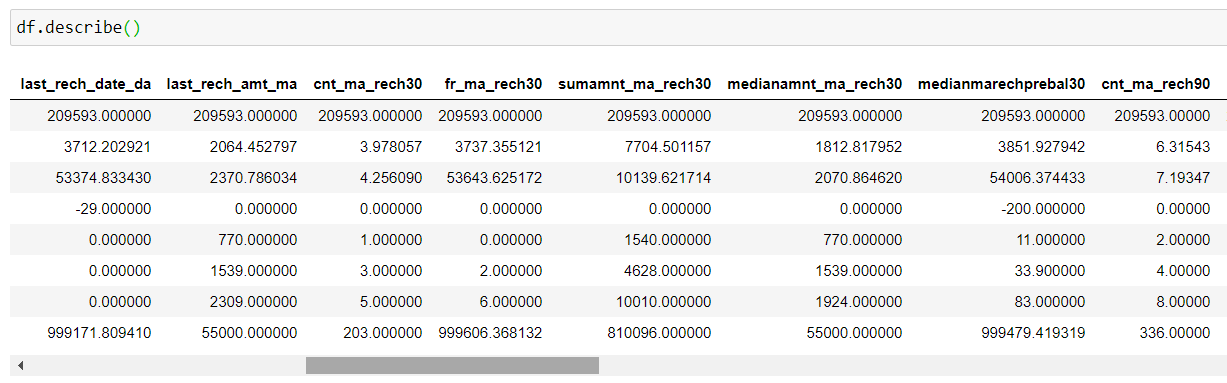 df.describe()
last_rech_date_da last_rech_amt_ma cnt_ma_rech30 fr_ma_rech30 sumamnt_ma_rech30 medianamnt_ma_rech30 medianmarechprebal30 cnt_ma_rech90
209593.000000 209593.000000 209593.000000 209593.000000 209593.000000 209593.000000 209593.000000 209593.00000
3712.202921 2064.452797 3.978057 3737.355121 7704.501157 1812.817952 3851.927942 6.31543
53374.833430 2370.786034 4.256090 53643.625172 10139.621714 2070.864620 54006.374433 7.19347
-29.000000 0.000000 0.000000 0.000000 0.000000 0.000000 -200.000000 0.00000
0.000000 770.000000 1.000000 0.000000 1540.000000 770.000000 11.000000 2.00000
0.000000 1539.000000 3.000000 2.000000 4628.000000 1539.000000 33.900000 4.00000
0.000000 2309.000000 5.000000 6.000000 10010.000000 1924.000000 83.000000 8.00000
999171.809410 55000.000000 203.000000 999606.368132 810096.000000 55000.000000 999479.419319 336.00000